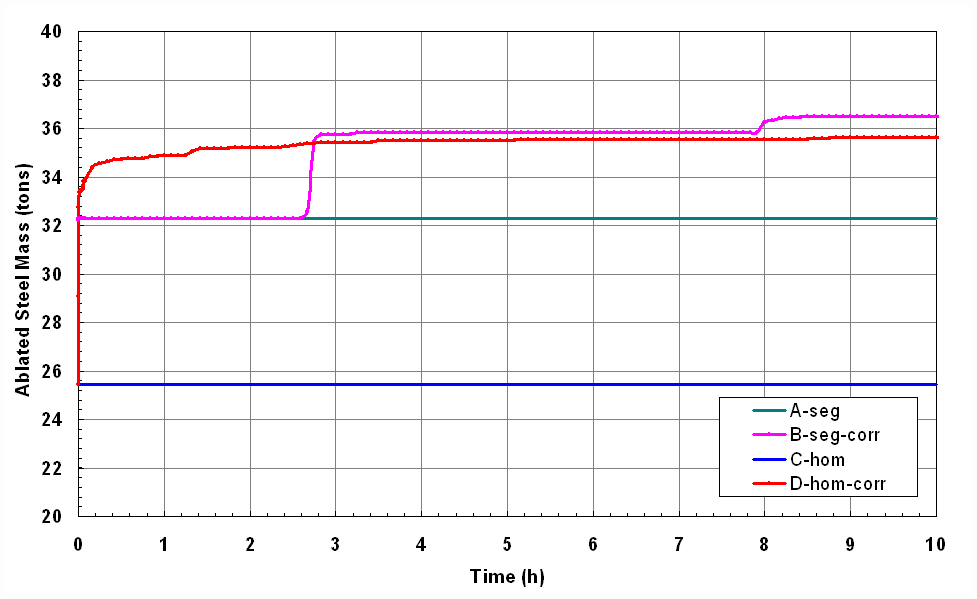 40
38
36
34
32
30
28
26
24
22
20
Ablated Steel Mass (tons)
A-seg
B-seg-corr
C-hom
D-hom-corr
0 1 2 3 4 5 6 7 8 9 10
Time (h)